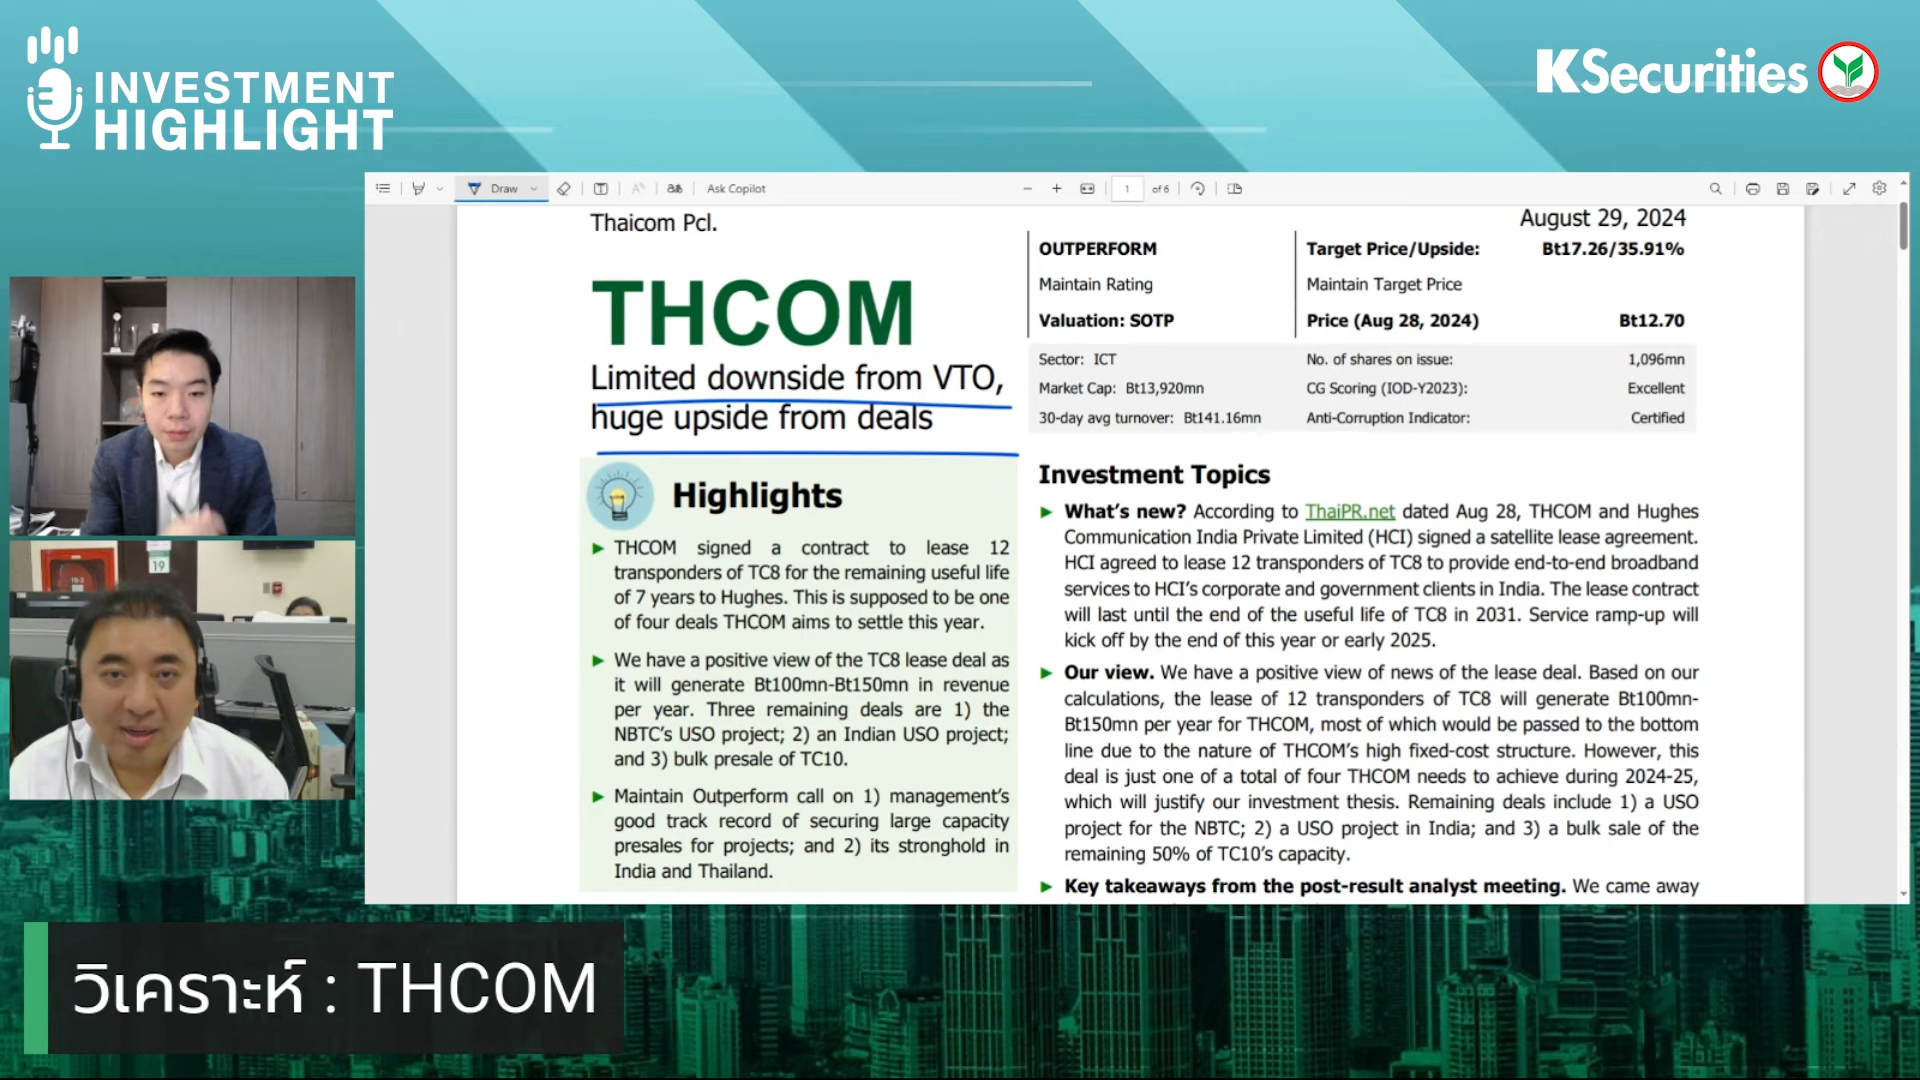 INVESTMENT
HIGHLIGHT
KSecurities
Draw
Ask Copilot
1
of 6
Thaicom Pcl.
August 29, 2024
THCOM
Limited downside from VTO,
huge upside from deals
OUTPERFORM
Maintain Rating
Valuation: SOTP
Target Price/Upside: Bt17.26/35.91%
Maintain Target Price
Price (Aug 28, 2024) Bt12.70
Sector: ICT
Market Cap: Bt13,920mn
30-day avg turnover: Bt141.16mn
No. of shares on issue: 1,096mn
CG Scoring (IOD-Y2023): Excellent
Anti-Corruption Indicator: Certified
Highlights
THCOM signed a contract to lease 12
transponders of TC8 for the remaining useful life
of 7 years to Hughes. This is supposed to be one
of four deals THCOM aims to settle this year.
We have a positive view of the TC8 lease deal as
it will generate Bt100mn-Bt150mn in revenue
per year. Three remaining deals are 1) the
NBTC's USO project; 2) an Indian USO project;
and 3) bulk presale of TC10.
Maintain Outperform call on 1) management's
good track record of securing large capacity
presales for projects; and 2) its stronghold in
India and Thailand.
Investment Topics
What's new? According to ThaiPR.net dated Aug 28, THCOM and Hughes
Communication India Private Limited (HCI) signed a satellite lease agreement.
HCI agreed to lease 12 transponders of TC8 to provide end-to-end broadband
services to HCI's corporate and government clients in India. The lease contract
will last until the end of the useful life of TC8 in 2031. Service ramp-up will
kick off by the end of this year or early 2025.
Our view. We have a positive view of news of the lease deal. Based on our
calculations, the lease of 12 transponders of TC8 will generate Bt100mn-
Bt150mn per year for THCOM, most of which would be passed to the bottom
line due to the nature of THCOM's high fixed-cost structure. However, this
deal is just one of a total of four THCOM needs to achieve during 2024-25,
which will justify our investment thesis. Remaining deals include 1) a USO
project for the NBTC; 2) a USO project in India; and 3) a bulk sale of the
remaining 50% of TC10's capacity.
Key takeaways from the post-result analyst meeting. We came away
19
วิเคราะห์ : THCOM